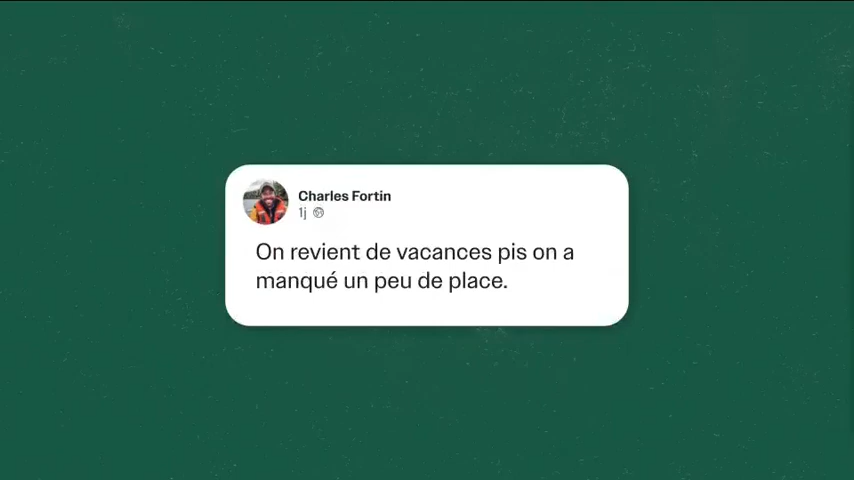 Charles Fortin
1j
On revient de vacances pis on a
manqué un peu de place.